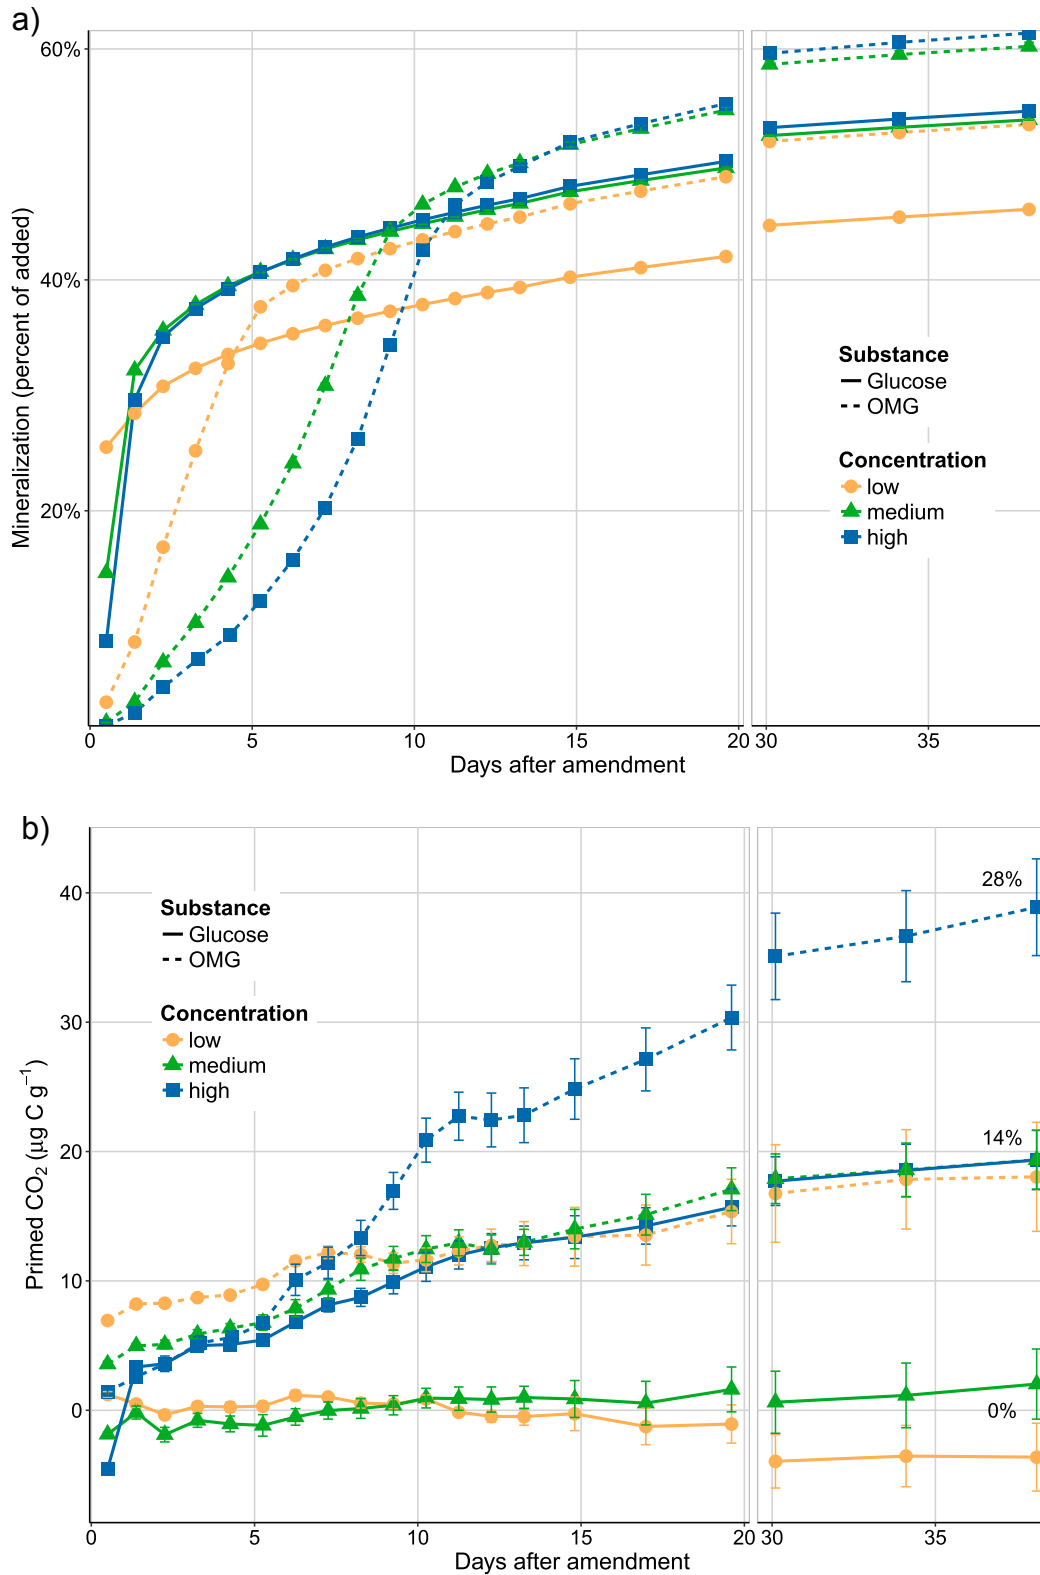 a)
60%
40%
20%
Mineralization (percent of added)
Substance
Glucose
OMG
Concentration
low
medium
high
0 5 10 15 20 30 35
Days after amendment
b)
40
30
20
10
0
Primed CO₂ (µg C g⁻¹)
Substance
Glucose
OMG
Concentration
low
medium
high
28%
14%
0%
0 5 10 15 20 30 35
Days after amendment